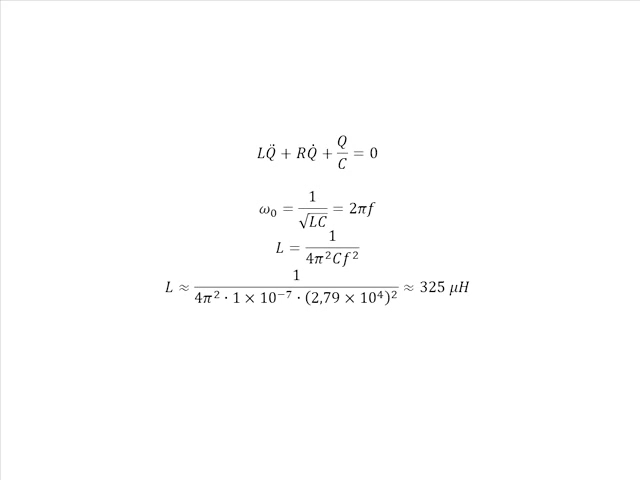 LQ̈ + RQ̇ + Q/C = 0
ω₀ = 1/√LC = 2πf
L = 1/4π²Cf²
L ≈ 1/4π² · 1 × 10⁻⁷ · (2,79 × 10⁴)² ≈ 325 μH